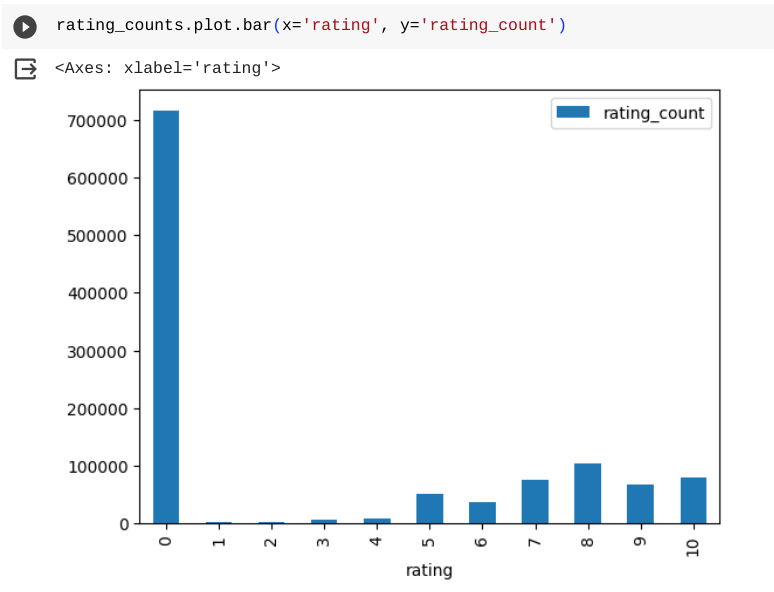 rating_counts.plot.bar(x='rating', y='rating_count')
<Axes: xlabel='rating'>
rating_count
700000
600000
500000
400000
300000
200000
100000
0
0 1 2 3 4 5 6 7 8 9 10
rating